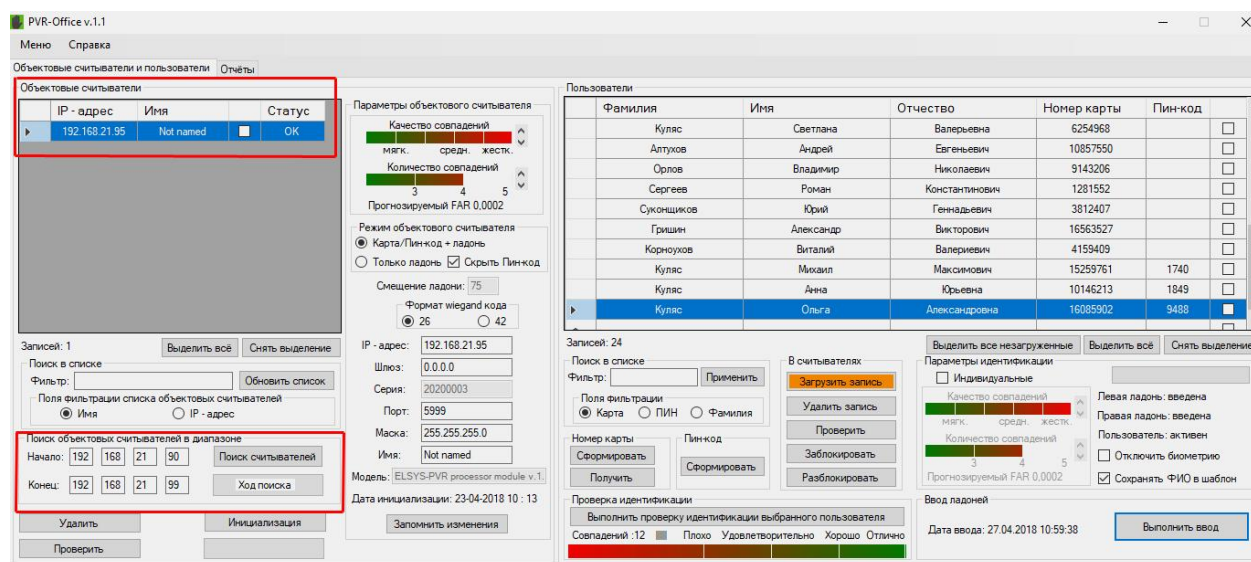 PVR-Office v.1.1
Меню Справка
Объектовые считыватели и пользователи Отчёты
Объектовые считыватели
IP - адрес Имя Статус
192.168.21.95 Not named OK
Записей: 1 Выделить всё Снять выделение
Поиск в списке
Фильтр: Обновить список
Поля фильтрации списка объектовых считывателей
Имя IP - адрес
Поиск объектовых считывателей в диапазоне
Начало: 192 168 21 90 Поиск считывателей
Конец: 192 168 21 99 Ход поиска
Удалить Инициализация
Проверить
Параметры объектового считывателя
Качество совпадений
мягк. средн. жестк.
Количество совпадений
3 4 5
Прогнозируемый FAR 0,0002
Режим объектового считывателя
Карта/Пин-код + ладонь
Только ладонь Скрыть Пин-код
Смещение ладони: 75
Формат wiegand кода
26 42
IP - адрес: 192.168.21.95
Шлюз: 0.0.0.0
Серия: 20200003
Порт: 5999
Маска: 255.255.255.0
Имя: Not named
Модель: ELSYS-PVR processor module v.1.
Дата инициализации: 23-04-2018 10 : 13
Запомнить изменения
Пользователи
Фамилия Имя Отчество Номер карты Пин-код
Куляс Светлана Валерьевна 6254968
Алтухов Андрей Евгеньевич 10857550
Орлов Владимир Николаевич 9143206
Сергеев Роман Константинович 1281552
Суконщиков Юрий Геннадьевич 3812407
Гришин Александр Викторович 16563527
Корноухов Виталий Валериевич 4159409
Куляс Михаил Максимович 15259761 1740
Куляс Анна Юрьевна 10146213 1849
Куляс Ольга Александровна 16085902 9488
Записей: 24 Выделить все незагруженные Выделить всё Снять выделение
Поиск в списке
Фильтр: Применить
Поля фильтрации
Карта ПИН Фамилия
Номер карты
Сформировать
Получить
Пин-код
Сформировать
В считывателях
Загрузить запись
Удалить запись
Проверить
Заблокировать
Разблокировать
Параметры идентификации
Индивидуальные
Качество совпадений
мягк. средн. жестк.
Количество совпадений
3 4 5
Прогнозируемый FAR 0,0002
Левая ладонь: введена
Правая ладонь: введена
Пользователь: активен
Отключить биометрию
Сохранять ФИО в шаблон
Проверка идентификации
Выполнить проверку идентификации выбранного пользователя
Совпадений :12 Плохо Удовлетворительно Хорошо Отлично
Ввод ладоней
Дата ввода: 27.04.2018 10:59:38 Выполнить ввод